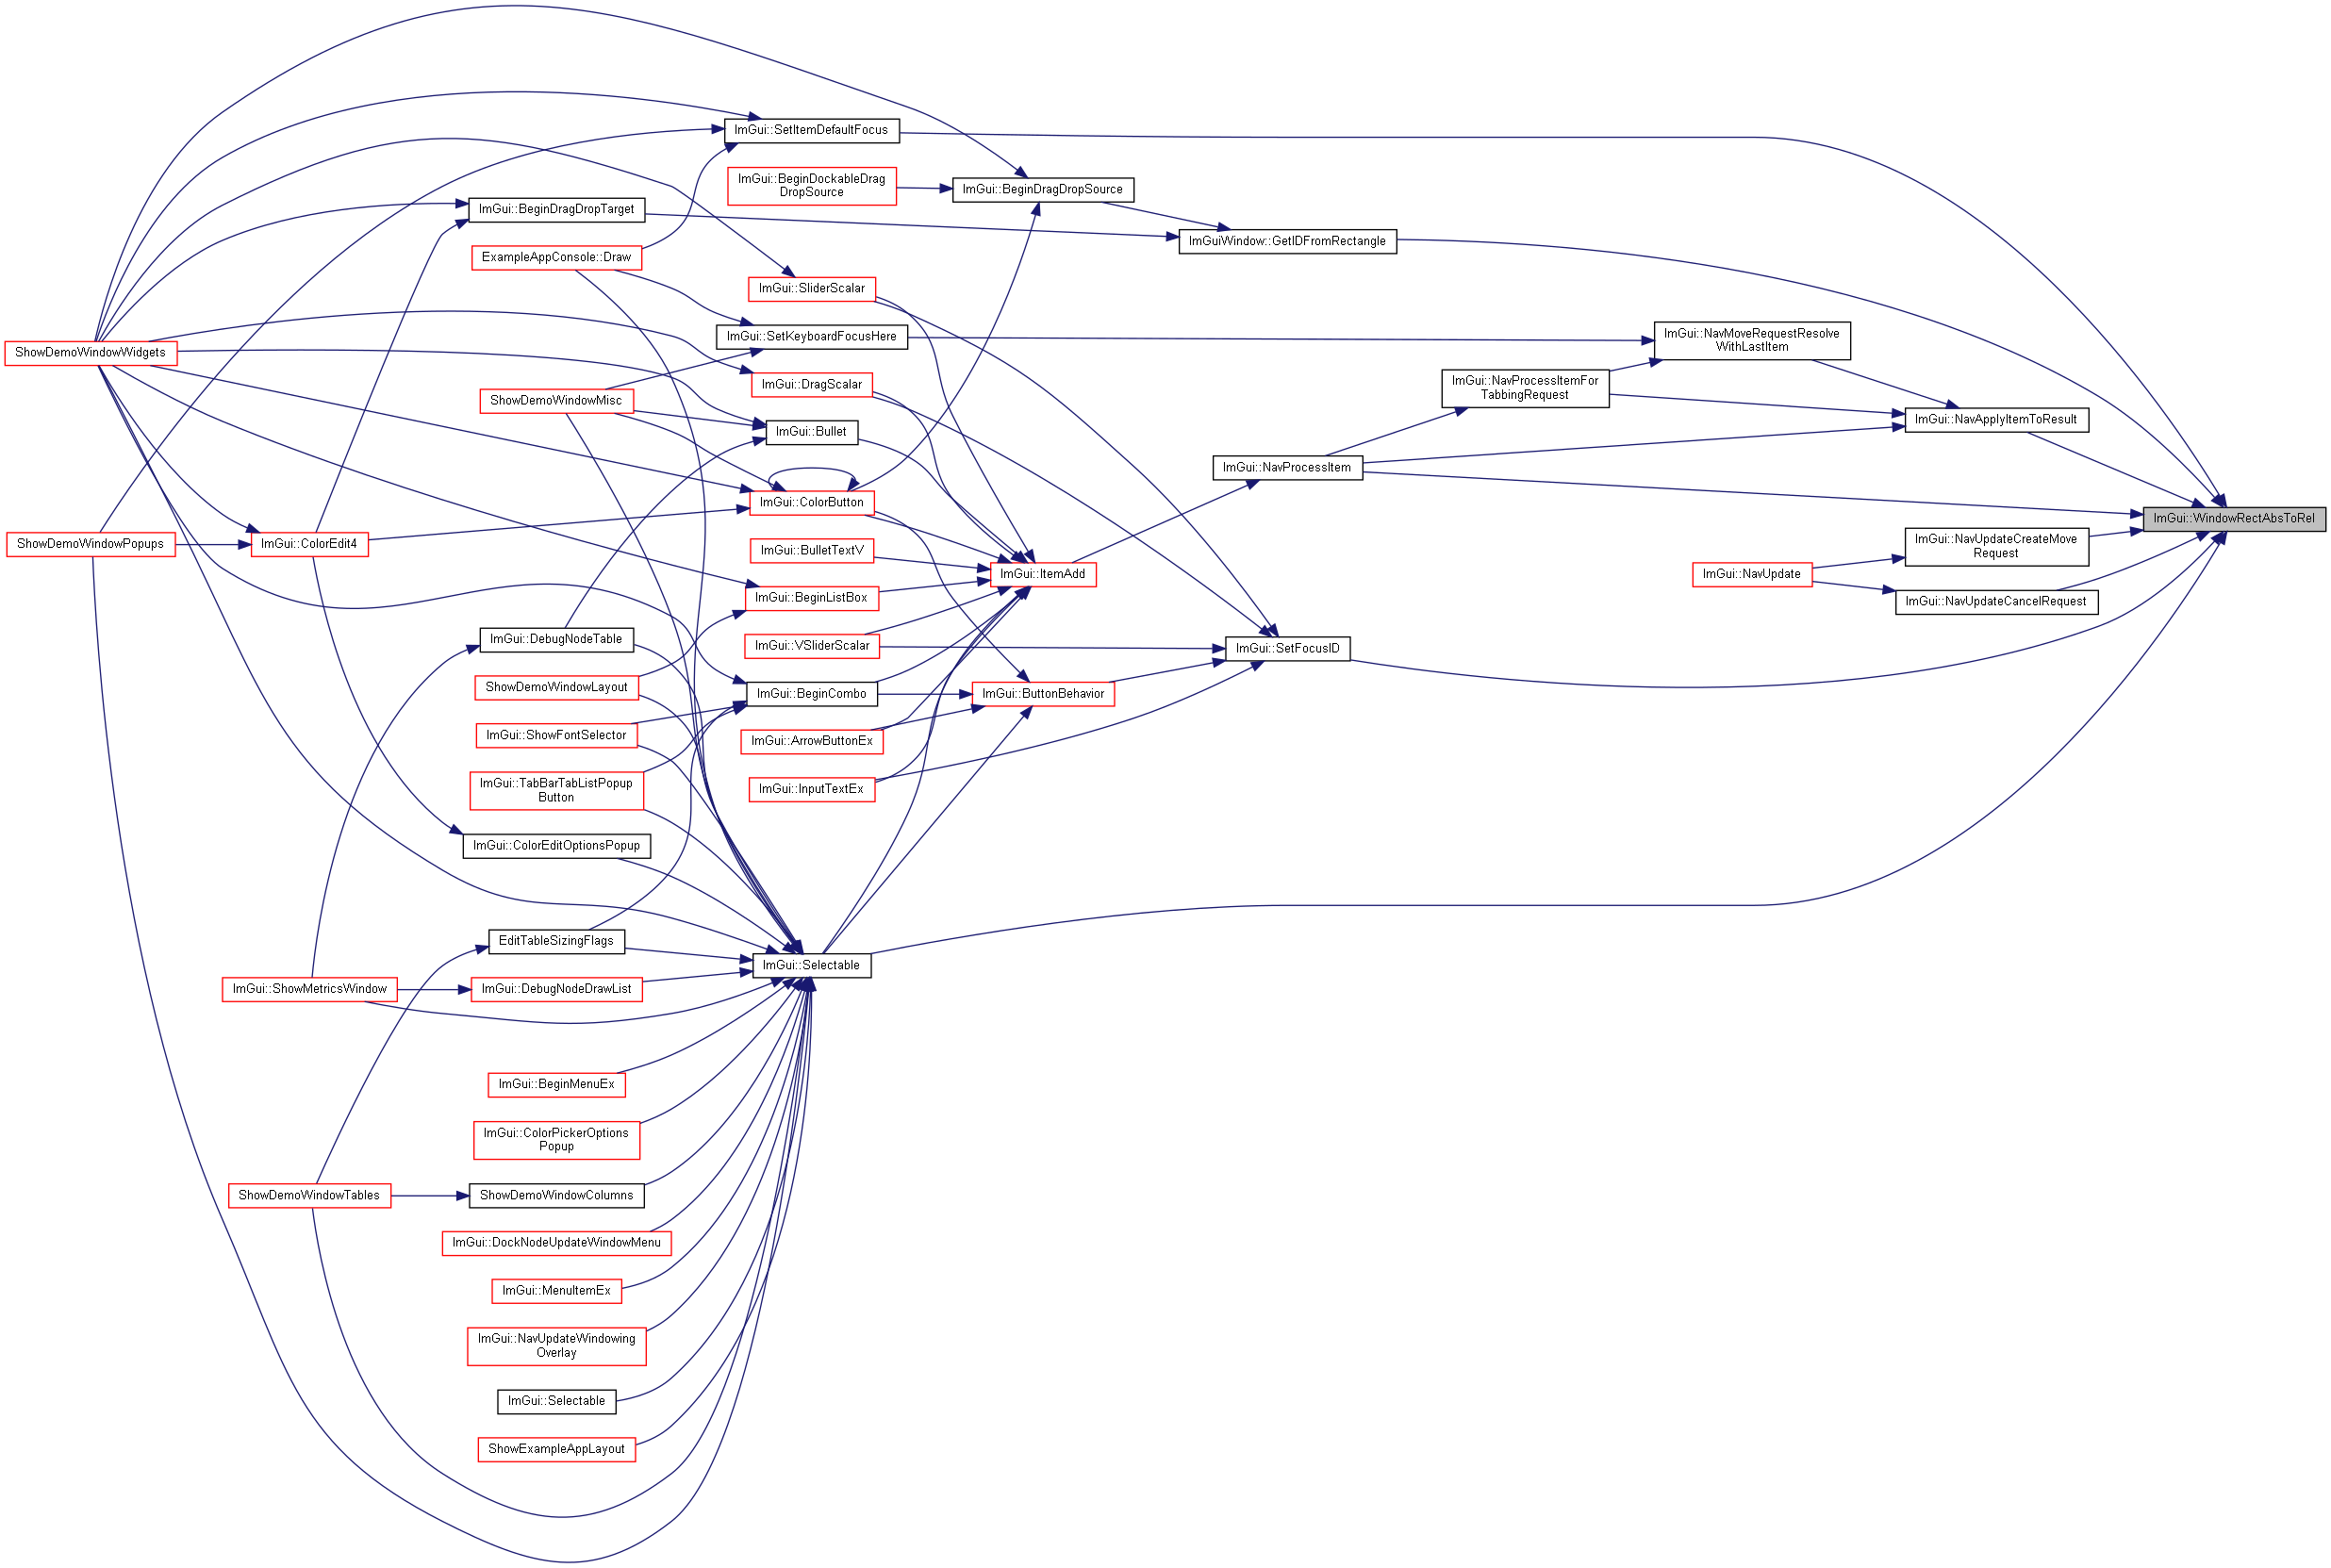 ImGui::SetItemDefaultFocus
ImGui::BeginDockableDrag
DropSource
ImGui::BeginDragDropSource
ImGui::BeginDragDropTarget
ImGuiWindow::GetIDFromRectangle
ExampleAppConsole::Draw
ImGui::SliderScalar
ImGui::SetKeyboardFocusHere
ImGui::NavMoveRequestResolve
WithLastItem
ShowDemoWindowWidgets
ImGui::DragScalar
ImGui::NavProcessItemFor
TabbingRequest
ShowDemoWindowMisc
ImGui::Bullet
ImGui::NavApplyItemToResult
ImGui::NavProcessItem
ImGui::ColorButton
ImGui::WindowRectAbsToRel
ShowDemoWindowPopups
ImGui::ColorEdit4
ImGui::BulletTextV
ImGui::NavUpdateCreateMove
Request
ImGui::ItemAdd
ImGui::NavUpdate
ImGui::BeginListBox
ImGui::NavUpdateCancelRequest
ImGui::DebugNodeTable
ImGui::VSliderScalar
ImGui::SetFocusID
ShowDemoWindowLayout
ImGui::BeginCombo
ImGui::ButtonBehavior
ImGui::ShowFontSelector
ImGui::ArrowButtonEx
ImGui::TabBarTabListPopup
Button
ImGui::InputTextEx
ImGui::ColorEditOptionsPopup
EditTableSizingFlags
ImGui::Selectable
ImGui::ShowMetricsWindow
ImGui::DebugNodeDrawList
ImGui::BeginMenuEx
ImGui::ColorPickerOptions
Popup
ShowDemoWindowTables
ShowDemoWindowColumns
ImGui::DockNodeUpdateWindowMenu
ImGui::MenuItemEx
ImGui::NavUpdateWindowing
Overlay
ImGui::Selectable
ShowExampleAppLayout